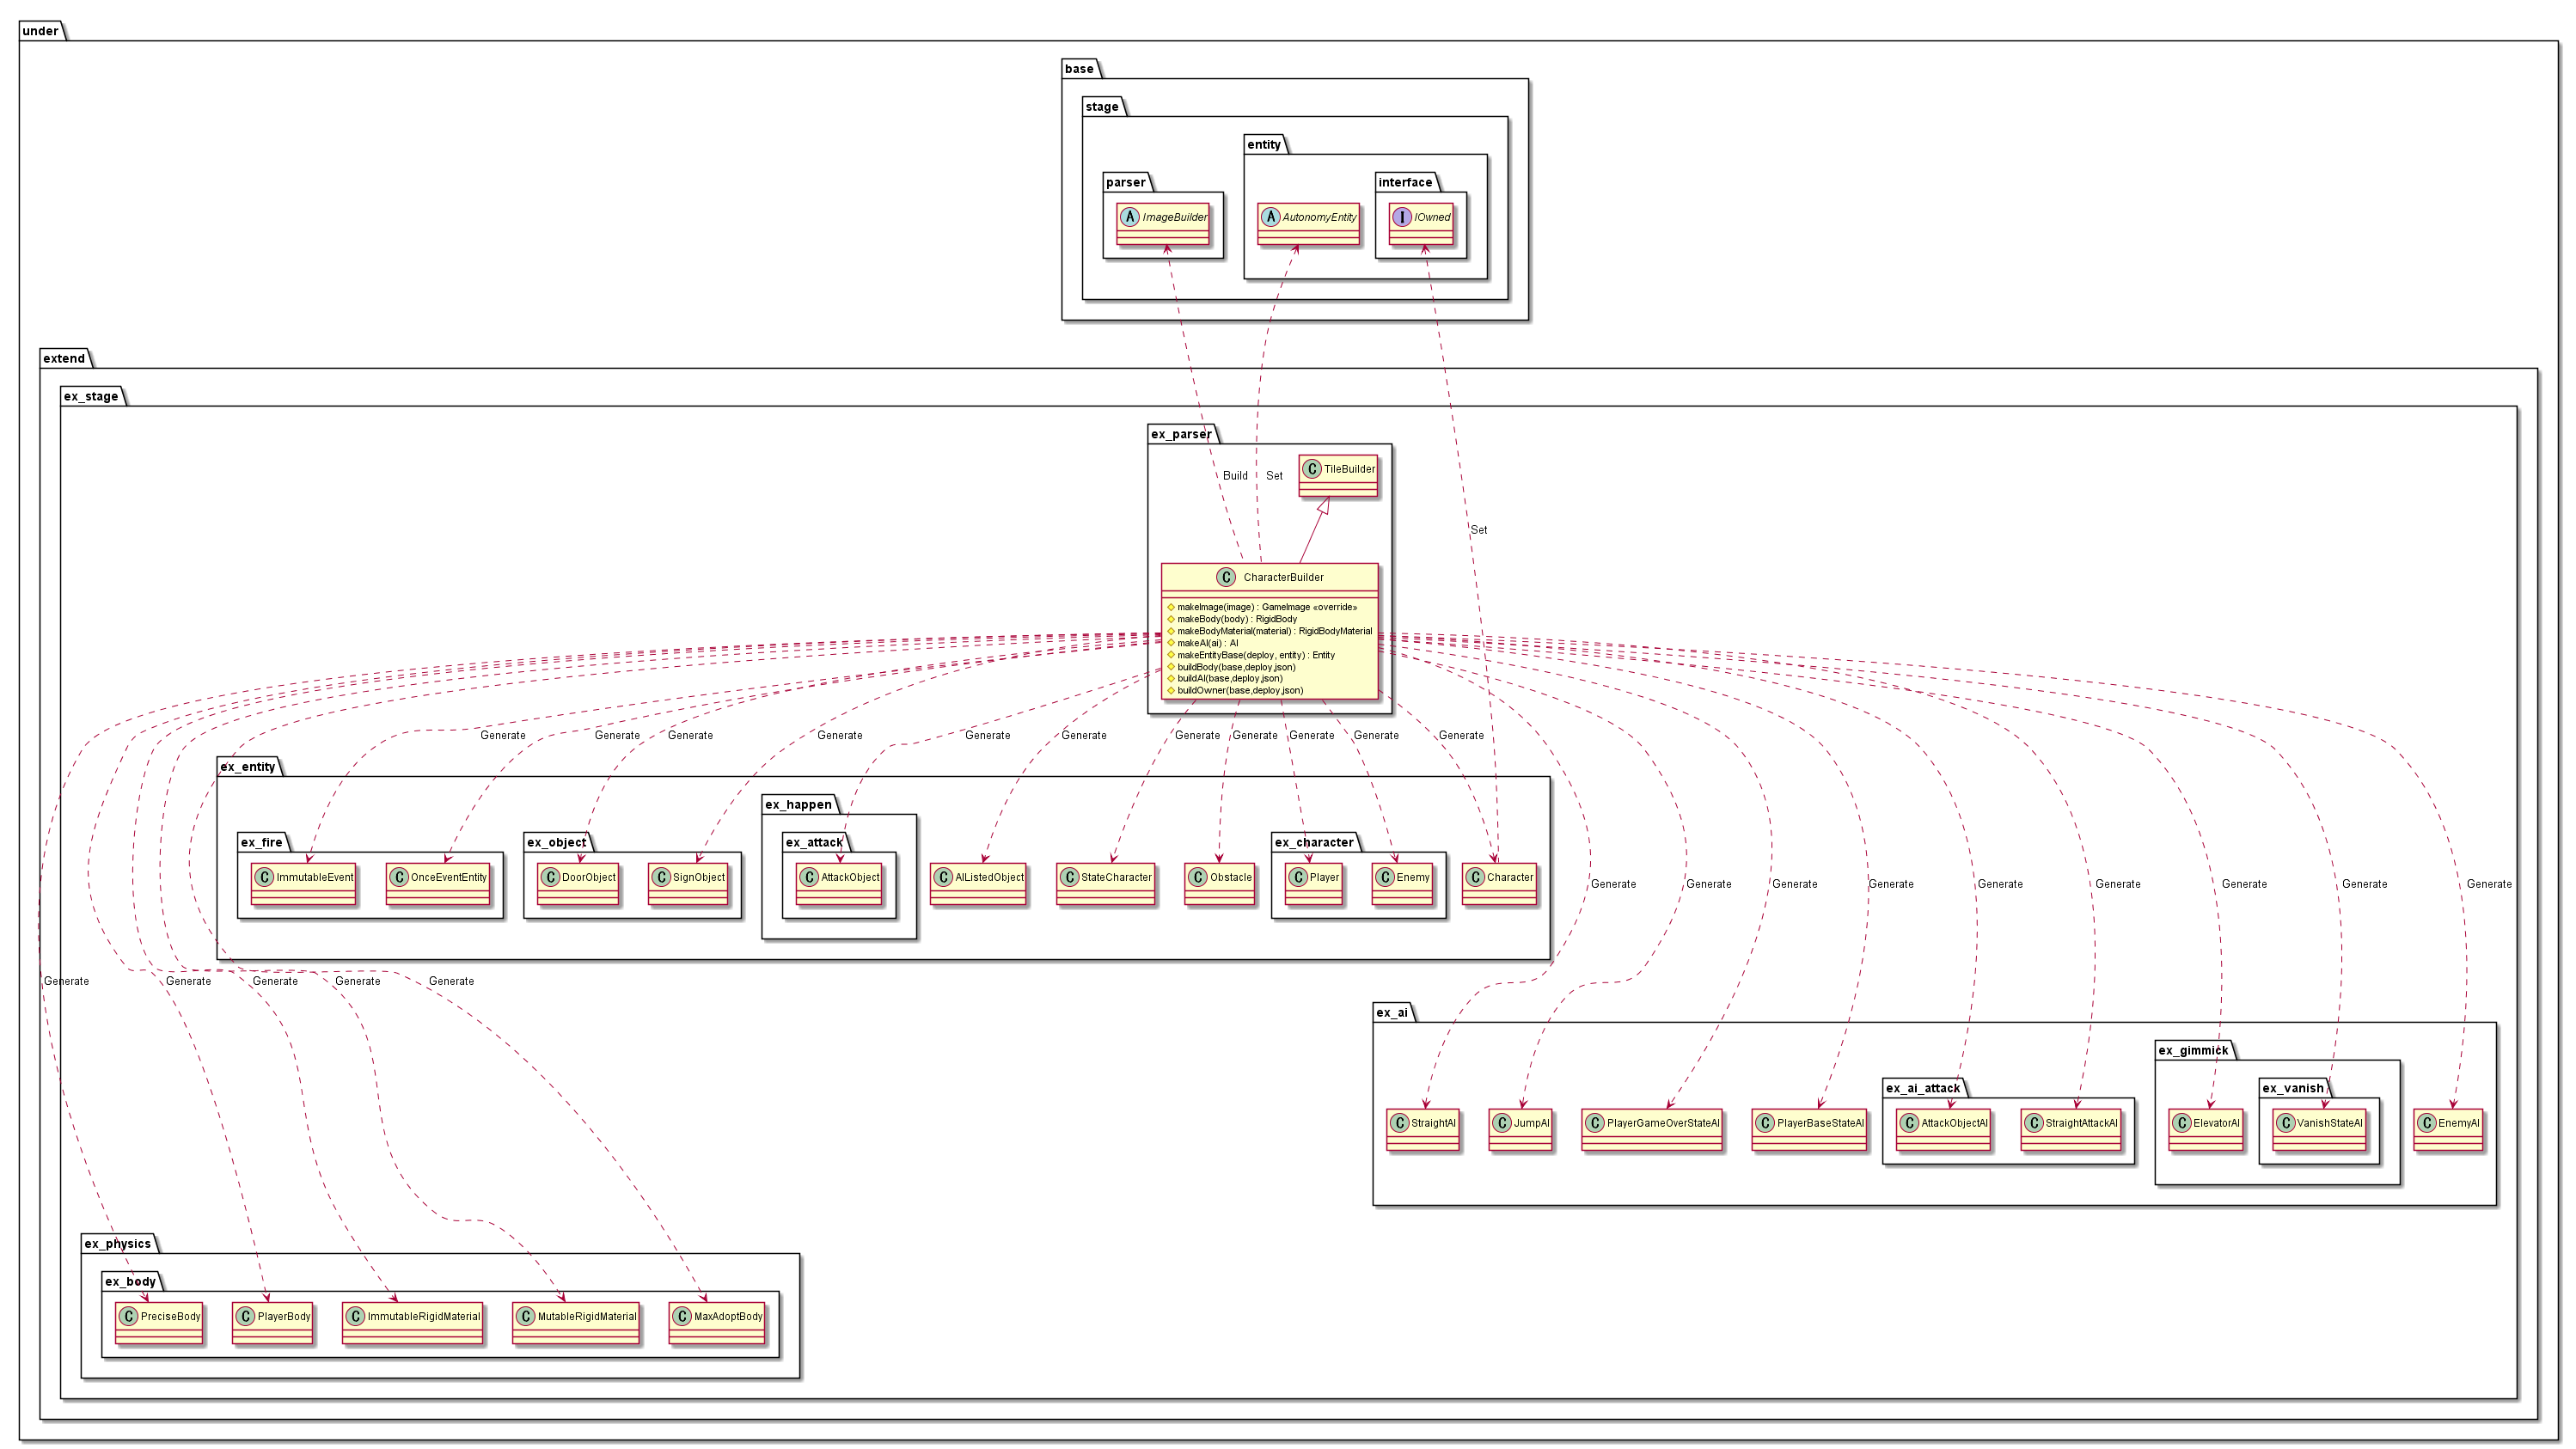 under
base
stage
entity
parser
interface
A ImageBuilder
A AutonomyEntity
I IOwned
extend
ex_stage
ex_parser
C TileBuilder
Build
Set
Set
C CharacterBuilder
makeImage(image) : GameImage «override»
makeBody(body) : RigidBody
makeBodyMaterial(material) : RigidBodyMaterial
makeAI(ai) : AI
makeEntityBase(deploy, entity) : Entity
buildBody(base,deploy,json)
buildAI(base,deploy,json)
buildOwner(base,deploy,json)
Generate
Generate
Generate
Generate
Generate
Generate
Generate
Generate
Generate
Generate
Generate
ex_entity
ex_happen
ex_fire
ex_object
ex_attack
ex_character
C ImmutableEvent
C OnceEventEntity
C DoorObject
C SignObject
C AttackObject
C AIListedObject
C StateCharacter
C Obstacle
C Player
C Enemy
C Character
Generate
Generate
Generate
Generate
Generate
Generate
Generate
Generate
Generate
Generate
Generate
Generate
Generate
Generate
ex_ai
ex_gimmick
ex_ai_attack
ex_vanish
C StraightAI
C JumpAI
C PlayerGameOverStateAI
C PlayerBaseStateAI
C AttackObjectAI
C StraightAttackAI
C ElevatorAI
C VanishStateAI
C EnemyAI
ex_physics
ex_body
C PreciseBody
C PlayerBody
C ImmutableRigidMaterial
C MutableRigidMaterial
C MaxAdoptBody